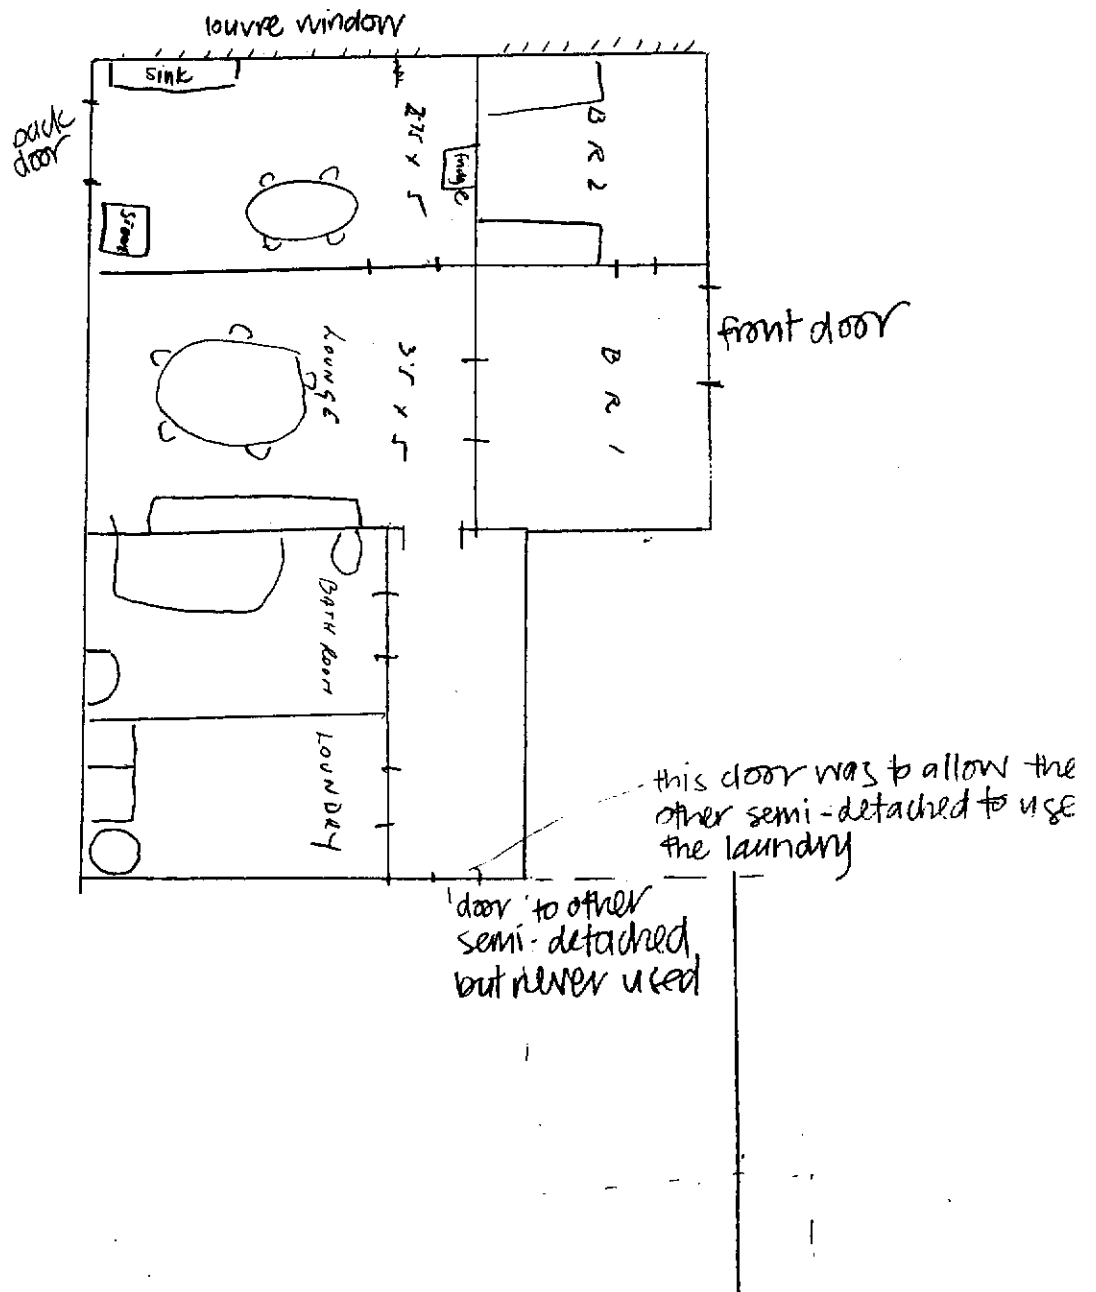 louvre window
sink
back
door
stove
2.75 x 5
fridge
BR2
front door
LOUNGE
3.5 x 5
BR1
BATH ROOM
LOUNDRY
this door was to allow the
other semi-detached to use
the laundry
'door' to other
semi-detached
but never used